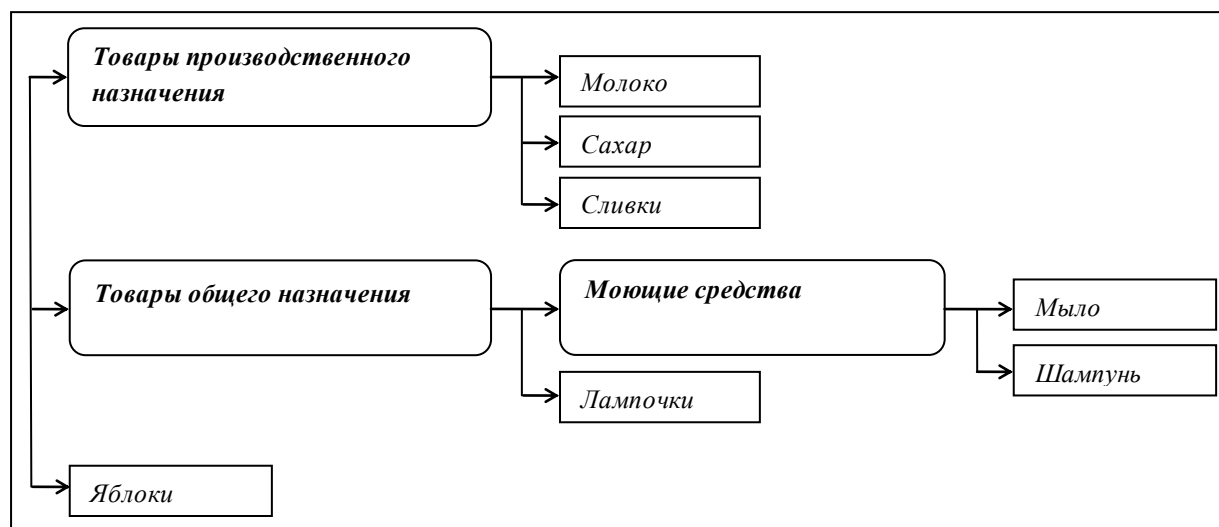 Товары производственного
назначения
Молоко
Сахар
Сливки
Товары общего назначения
Моющие средства
Мыло
Шампунь
Лампочки
Яблоки